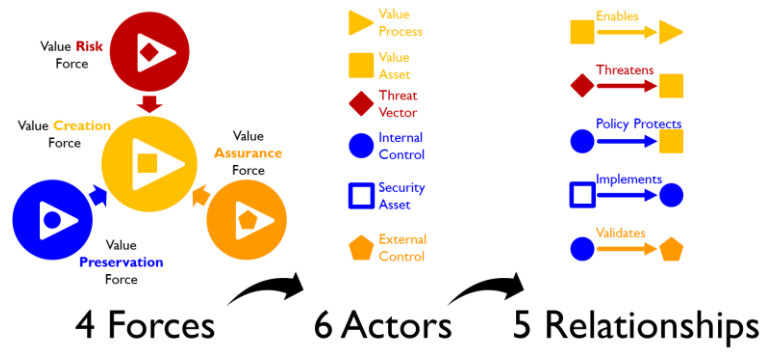 Value Risk
Force
Value Creation
Force
Value
Assurance
Force
Value
Preservation
Force
4 Forces
Value
Process
Value
Asset
Threat
Vector
Internal
Control
Security
Asset
External
Control
6 Actors
Enables
Threatens
Policy Protects
Implements
Validates
5 Relationships